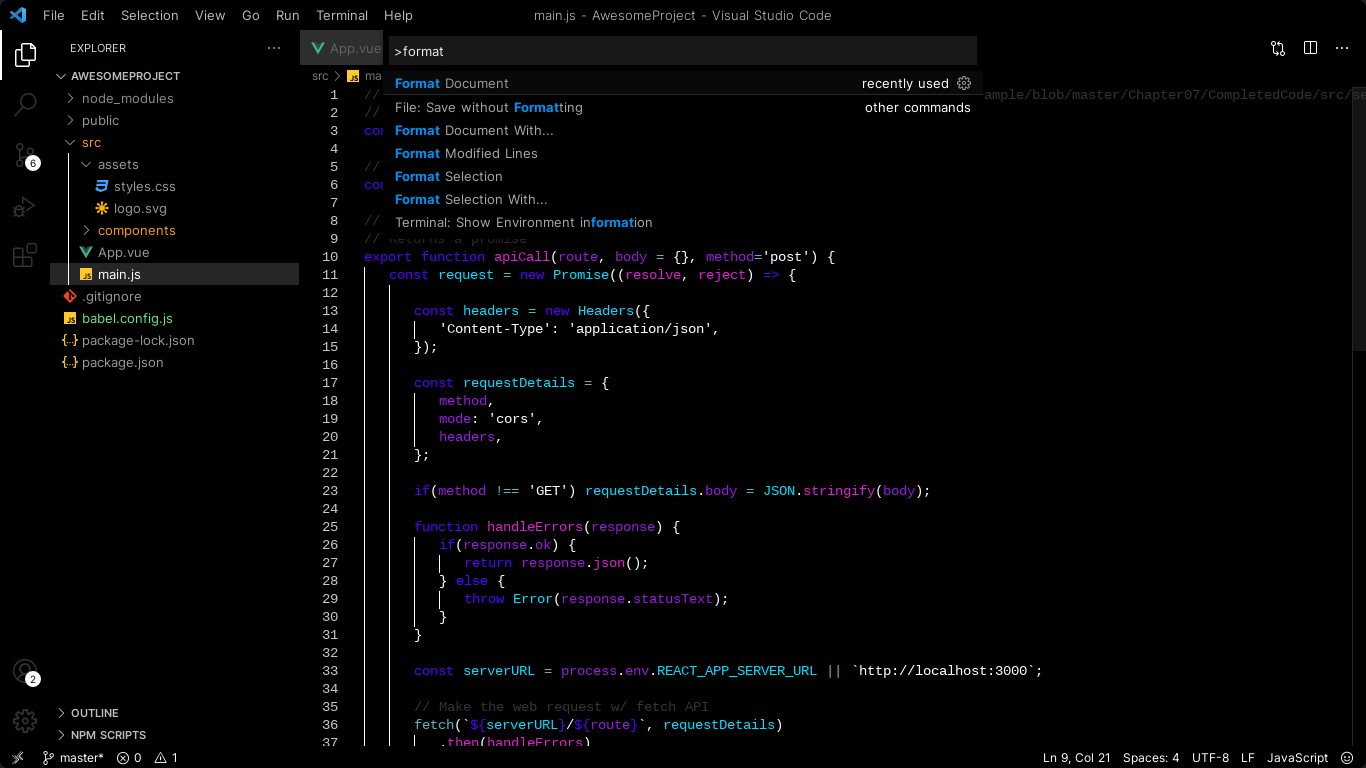 File Edit Selection View Go Run Terminal Help
main.js - AwesomeProject - Visual Studio Code
EXPLORER
AWESOMEPROJECT
node_modules
public
src
assets
styles.css
logo.svg
components
App.vue
main.js
.gitignore
babel.config.js
package-lock.json
package.json
OUTLINE
NPM SCRIPTS
6
2
App.vue
>format
src
Format Document recently used
File: Save without Formatting other commands
Format Document With...
Format Modified Lines
Format Selection
Format Selection With...
Terminal: Show Environment information
1 // ample/blob/master/Chapter07/CompletedCode/src/se
2 //
3
4
5 //
6
7
8 //
9 // Returns a promise
10 export function apiCall(route, body = {}, method='post') {
11 const request = new Promise((resolve, reject) => {
12
13 const headers = new Headers({
14 'Content-Type': 'application/json',
15 });
16
17 const requestDetails = {
18 method,
19 mode: 'cors',
20 headers,
21 };
22
23 if(method !== 'GET') requestDetails.body = JSON.stringify(body);
24
25 function handleErrors(response) {
26 if(response.ok) {
27 return response.json();
28 } else {
29 throw Error(response.statusText);
30 }
31 }
32
33 const serverURL = process.env.REACT_APP_SERVER_URL || `http://localhost:3000`;
34
35 // Make the web request w/ fetch API
36 fetch(`${serverURL}/${route}`, requestDetails)
37 .then(handleErrors)
master* 0 1
Ln 9, Col 21 Spaces: 4 UTF-8 LF JavaScript